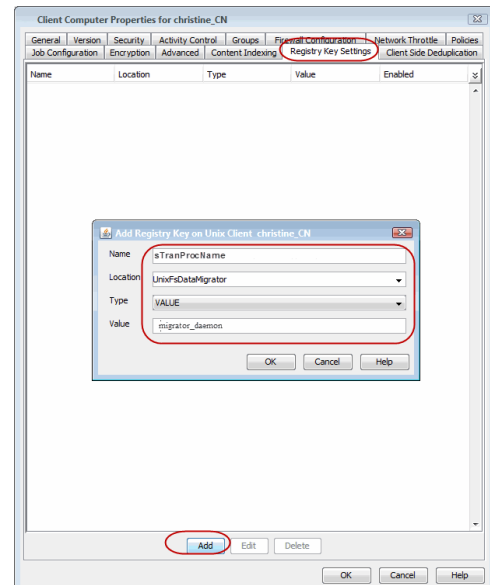 Client Computer Properties for christine_CN
General Version Security Activity Control Groups Firewall Configuration Network Throttle Policies
Job Configuration Encryption Advanced Content Indexing Registry Key Settings Client Side Deduplication
Name Location Type Value Enabled
Add Registry Key on Unix Client christine_CN
Name sTranProcName
Location UnixFsDataMigrator
Type VALUE
Value migrator_daemon
OK Cancel Help
Add Edit Delete
OK Cancel Help